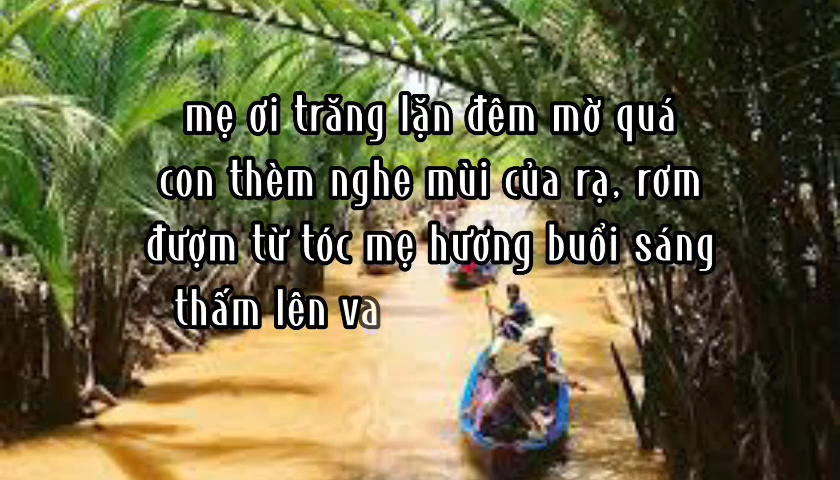 mẹ ơi trăng lặn đêm mờ quá
con thèm nghe mùi của rạ, rơm
đượm từ tóc mẹ hương buổi sáng
thấm lên va